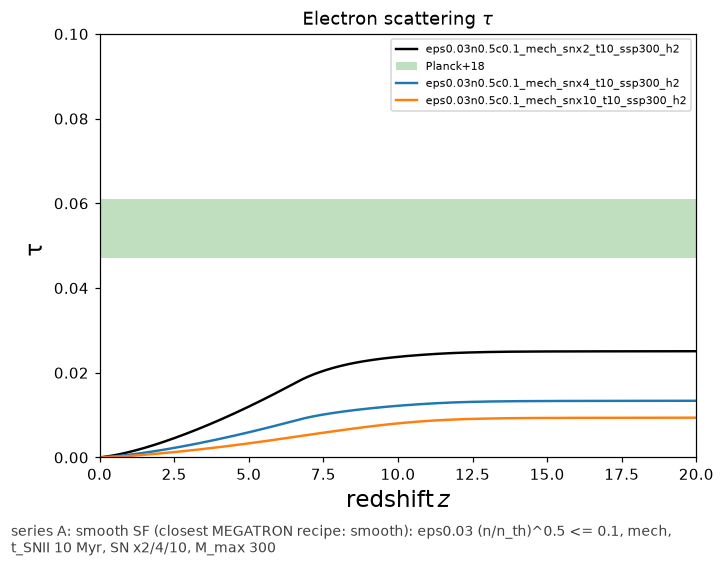 Electron scattering τ
eps0.03n0.5c0.1_mech_snx2_t10_ssp300_h2
Planck+18
eps0.03n0.5c0.1_mech_snx4_t10_ssp300_h2
eps0.03n0.5c0.1_mech_snx10_t10_ssp300_h2
0.10
0.08
0.06
0.04
0.02
0.00
τ
0.0 2.5 5.0 7.5 10.0 12.5 15.0 17.5 20.0
redshift z
series A: smooth SF (closest MEGATRON recipe: smooth): eps0.03 (n/n_th)^0.5 <= 0.1, mech,
t_SNII 10 Myr, SN x2/4/10, M_max 300